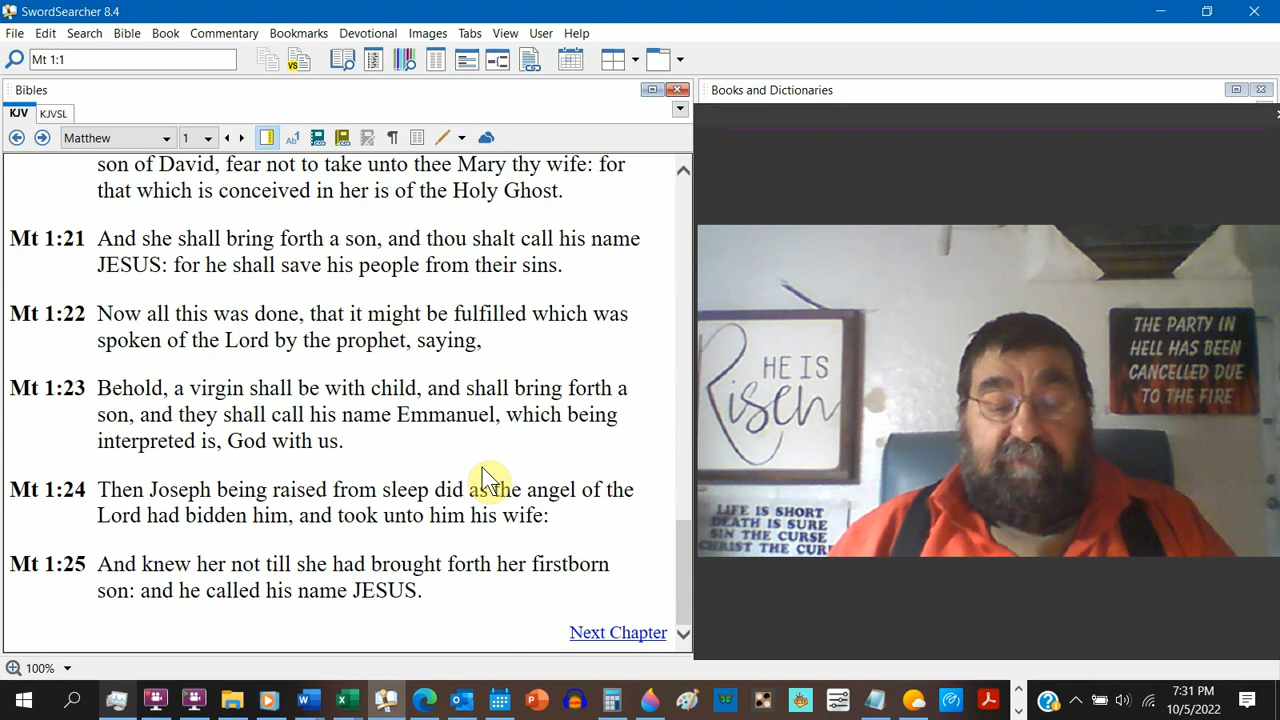 SwordSearcher 8.4
File Edit Search Bible Book Commentary Bookmarks Devotional Images Tabs View User Help
Mt 1:1
Bibles
Books and Dictionaries
KJV KJVSL
Matthew 1
son of David, fear not to take unto thee Mary thy wife: for
that which is conceived in her is of the Holy Ghost.
Mt 1:21 And she shall bring forth a son, and thou shalt call his name
JESUS: for he shall save his people from their sins.
Mt 1:22 Now all this was done, that it might be fulfilled which was
spoken of the Lord by the prophet, saying,
Mt 1:23 Behold, a virgin shall be with child, and shall bring forth a
son, and they shall call his name Emmanuel, which being
interpreted is, God with us.
Mt 1:24 Then Joseph being raised from sleep did as the angel of the
Lord had bidden him, and took unto him his wife:
Mt 1:25 And knew her not till she had brought forth her firstborn
son: and he called his name JESUS.
Next Chapter
HE IS
Risen
THE PARTY IN
HELL HAS BEEN
CANCELLED DUE
TO THE FIRE
LIFE IS SHORT
DEATH IS SURE
SIN THE CURSE
CHRIST THE CUR
100%
7:31 PM
10/5/2022